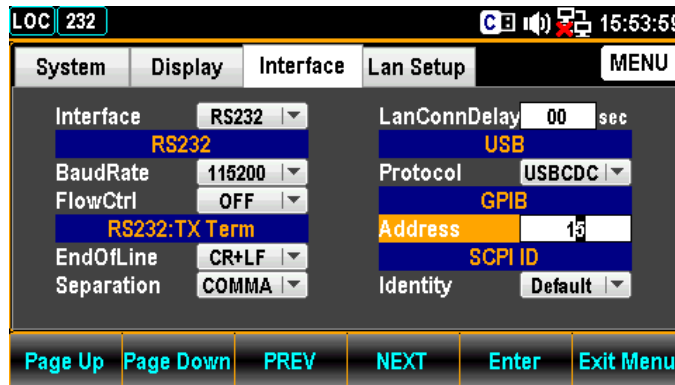 LOC 232 C 15:53:59
System Display Interface Lan Setup MENU
Interface RS232
RS232
BaudRate 115200
FlowCtrl OFF
RS232:TX Term
EndOfLine CR+LF
Separation COMMA
LanConnDelay 00 sec
USB
Protocol USBCDC
GPIB
Address 15
SCPI ID
Identity Default
Page Up Page Down PREV NEXT Enter Exit Menu